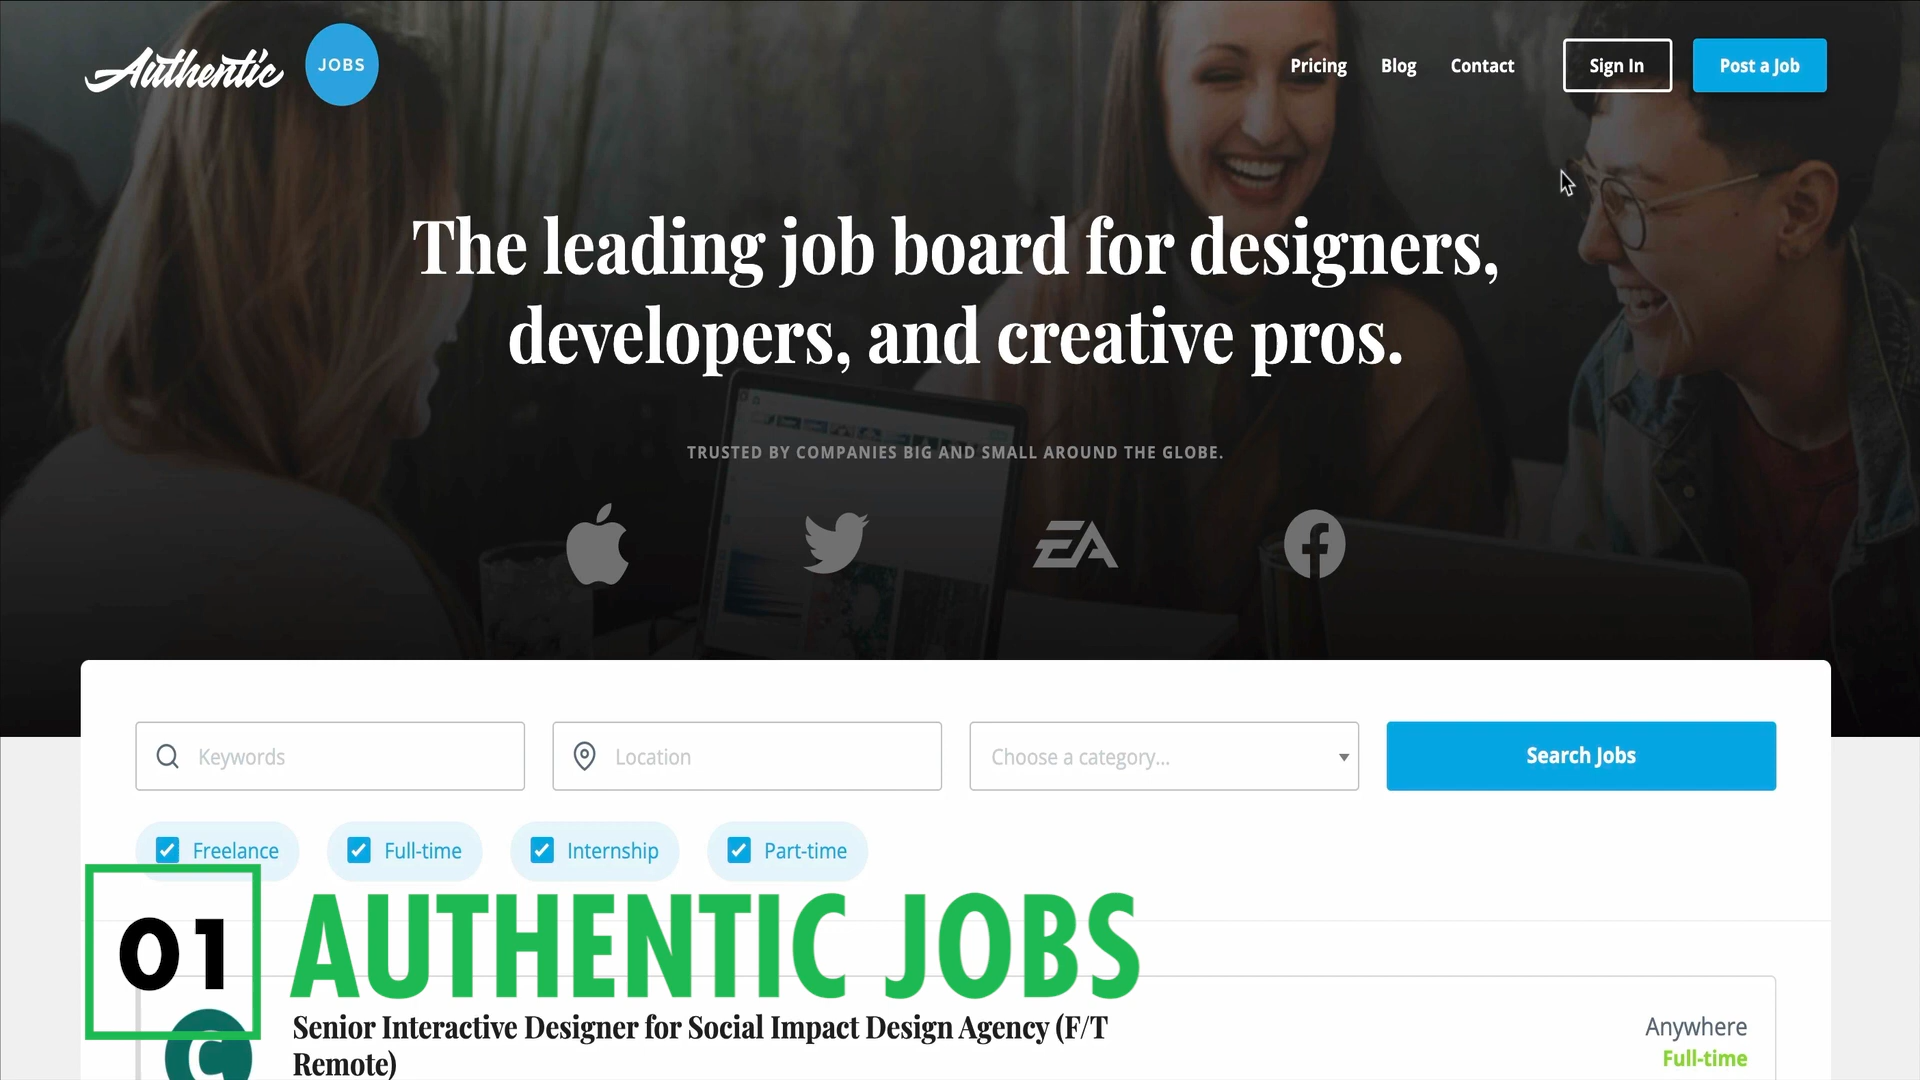 Authentic JOBS
Pricing Blog Contact Sign In Post a Job
The leading job board for designers,
developers, and creative pros.
TRUSTED BY COMPANIES BIG AND SMALL AROUND THE GLOBE.
EA
Keywords Location Choose a category... Search Jobs
Freelance Full-time Internship Part-time
01 AUTHENTIC JOBS
Senior Interactive Designer for Social Impact Design Agency (F/T
Remote)
Anywhere
Full-time